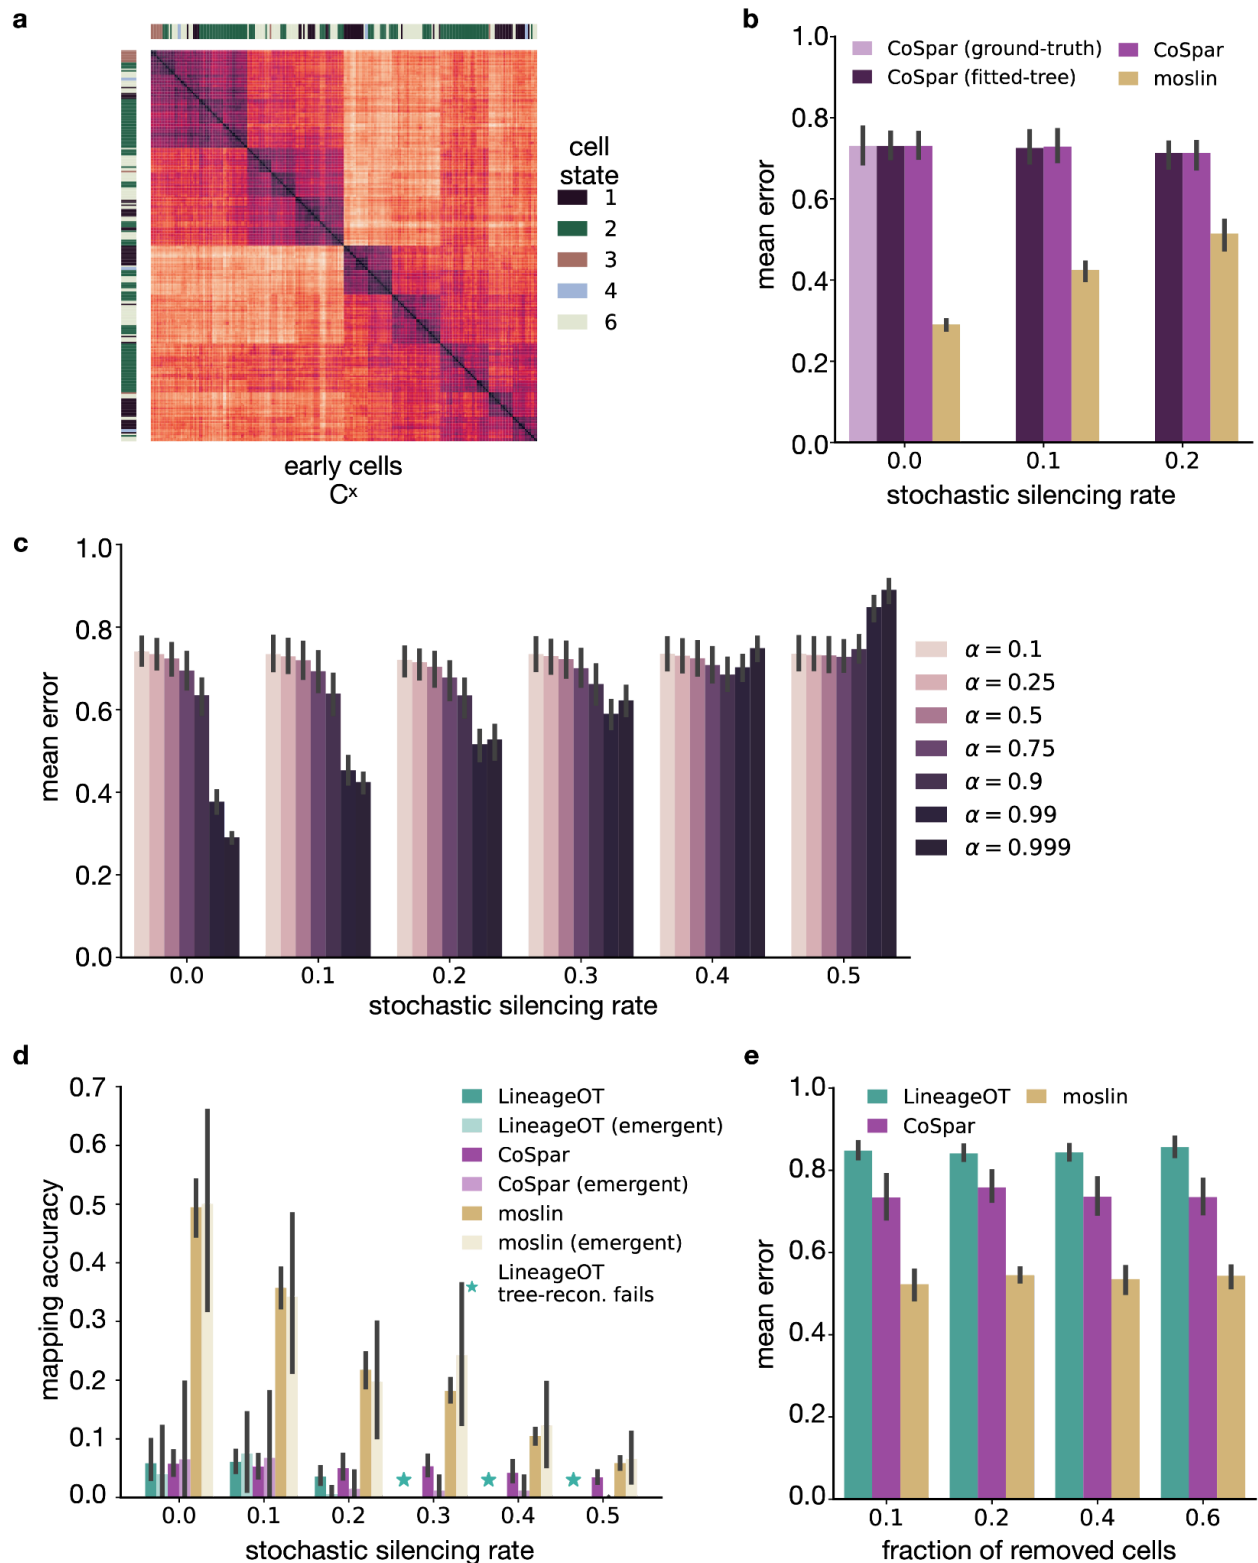 a
cell
state
1
2
3
4
6
early cells
Cˣ
b
1.0
0.8
0.6
0.4
0.2
0.0
mean error
CoSpar (ground-truth)
CoSpar (fitted-tree)
CoSpar
moslin
0.0 0.1 0.2
stochastic silencing rate
c
1.0
0.8
0.6
0.4
0.2
0.0
mean error
0.0 0.1 0.2 0.3 0.4 0.5
stochastic silencing rate
α = 0.1
α = 0.25
α = 0.5
α = 0.75
α = 0.9
α = 0.99
α = 0.999
d
0.7
0.6
0.5
0.4
0.3
0.2
0.1
0.0
mapping accuracy
LineageOT
LineageOT (emergent)
CoSpar
CoSpar (emergent)
moslin
moslin (emergent)
LineageOT
tree-recon. fails
0.0 0.1 0.2 0.3 0.4 0.5
stochastic silencing rate
e
1.0
0.8
0.6
0.4
0.2
0.0
mean error
LineageOT
CoSpar
moslin
0.1 0.2 0.4 0.6
fraction of removed cells